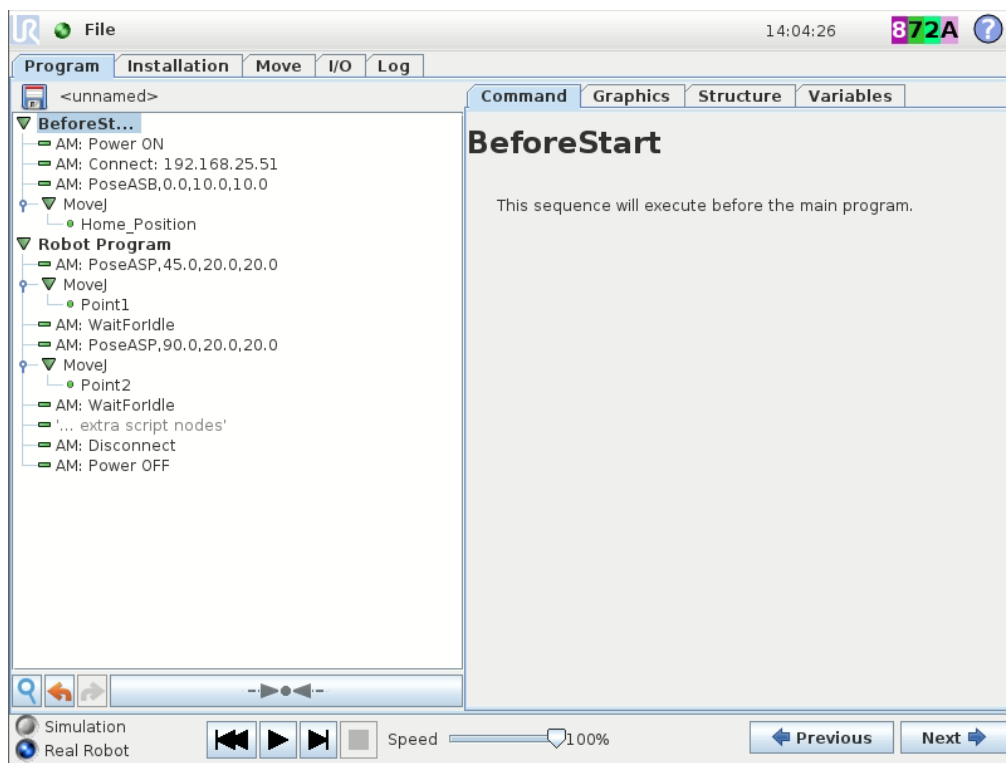 UR File 14:04:26 872A ?
Program Installation Move I/O Log
<unnamed>
Command Graphics Structure Variables
BeforeSt...
AM: Power ON
AM: Connect: 192.168.25.51
AM: PoseASB,0.0,10.0,10.0
MoveJ
Home_Position
Robot Program
AM: PoseASP,45.0,20.0,20.0
MoveJ
Point1
AM: WaitForIdle
AM: PoseASP,90.0,20.0,20.0
MoveJ
Point2
AM: WaitForIdle
'... extra script nodes'
AM: Disconnect
AM: Power OFF
BeforeStart
This sequence will execute before the main program.
Simulation
Real Robot
Speed 100%
Previous Next